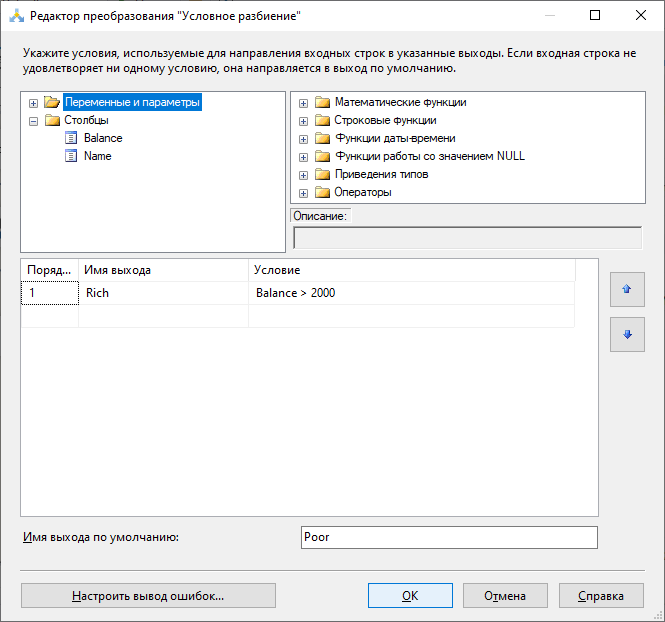 Редактор преобразования "Условное разбиение"
Укажите условия, используемые для направления входных строк в указанные выходы. Если входная строка не
удовлетворяет ни одному условию, она направляется в выход по умолчанию.
Переменные и параметры
Столбцы
Balance
Name
Математические функции
Строковые функции
Функции даты-времени
Функции работы со значением NULL
Приведения типов
Операторы
Описание:
Поряд... Имя выхода Условие
1 Rich Balance > 2000
Имя выхода по умолчанию: Poor
Настроить вывод ошибок... ОК Отмена Справка